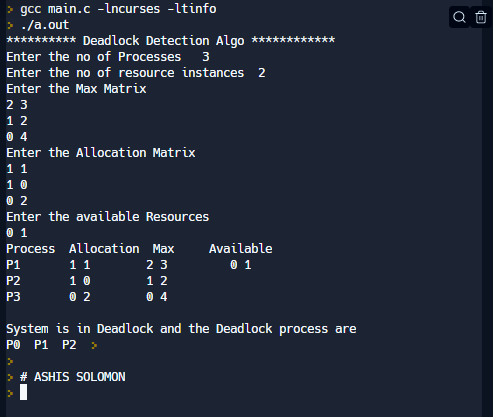 > gcc main.c -lncurses -ltinfo
> ./a.out
********** Deadlock Detection Algo ************
Enter the no of Processes   3
Enter the no of resource instances  2
Enter the Max Matrix
2 3
1 2
0 4
Enter the Allocation Matrix
1 1
1 0
0 2
Enter the available Resources
0 1
Process  Allocation  Max     Available
P1      1 1        2 3         0 1
P2      1 0        1 2
P3      0 2        0 4
System is in Deadlock and the Deadlock process are
P0  P1  P2  >
>
> # ASHIS SOLOMON
>